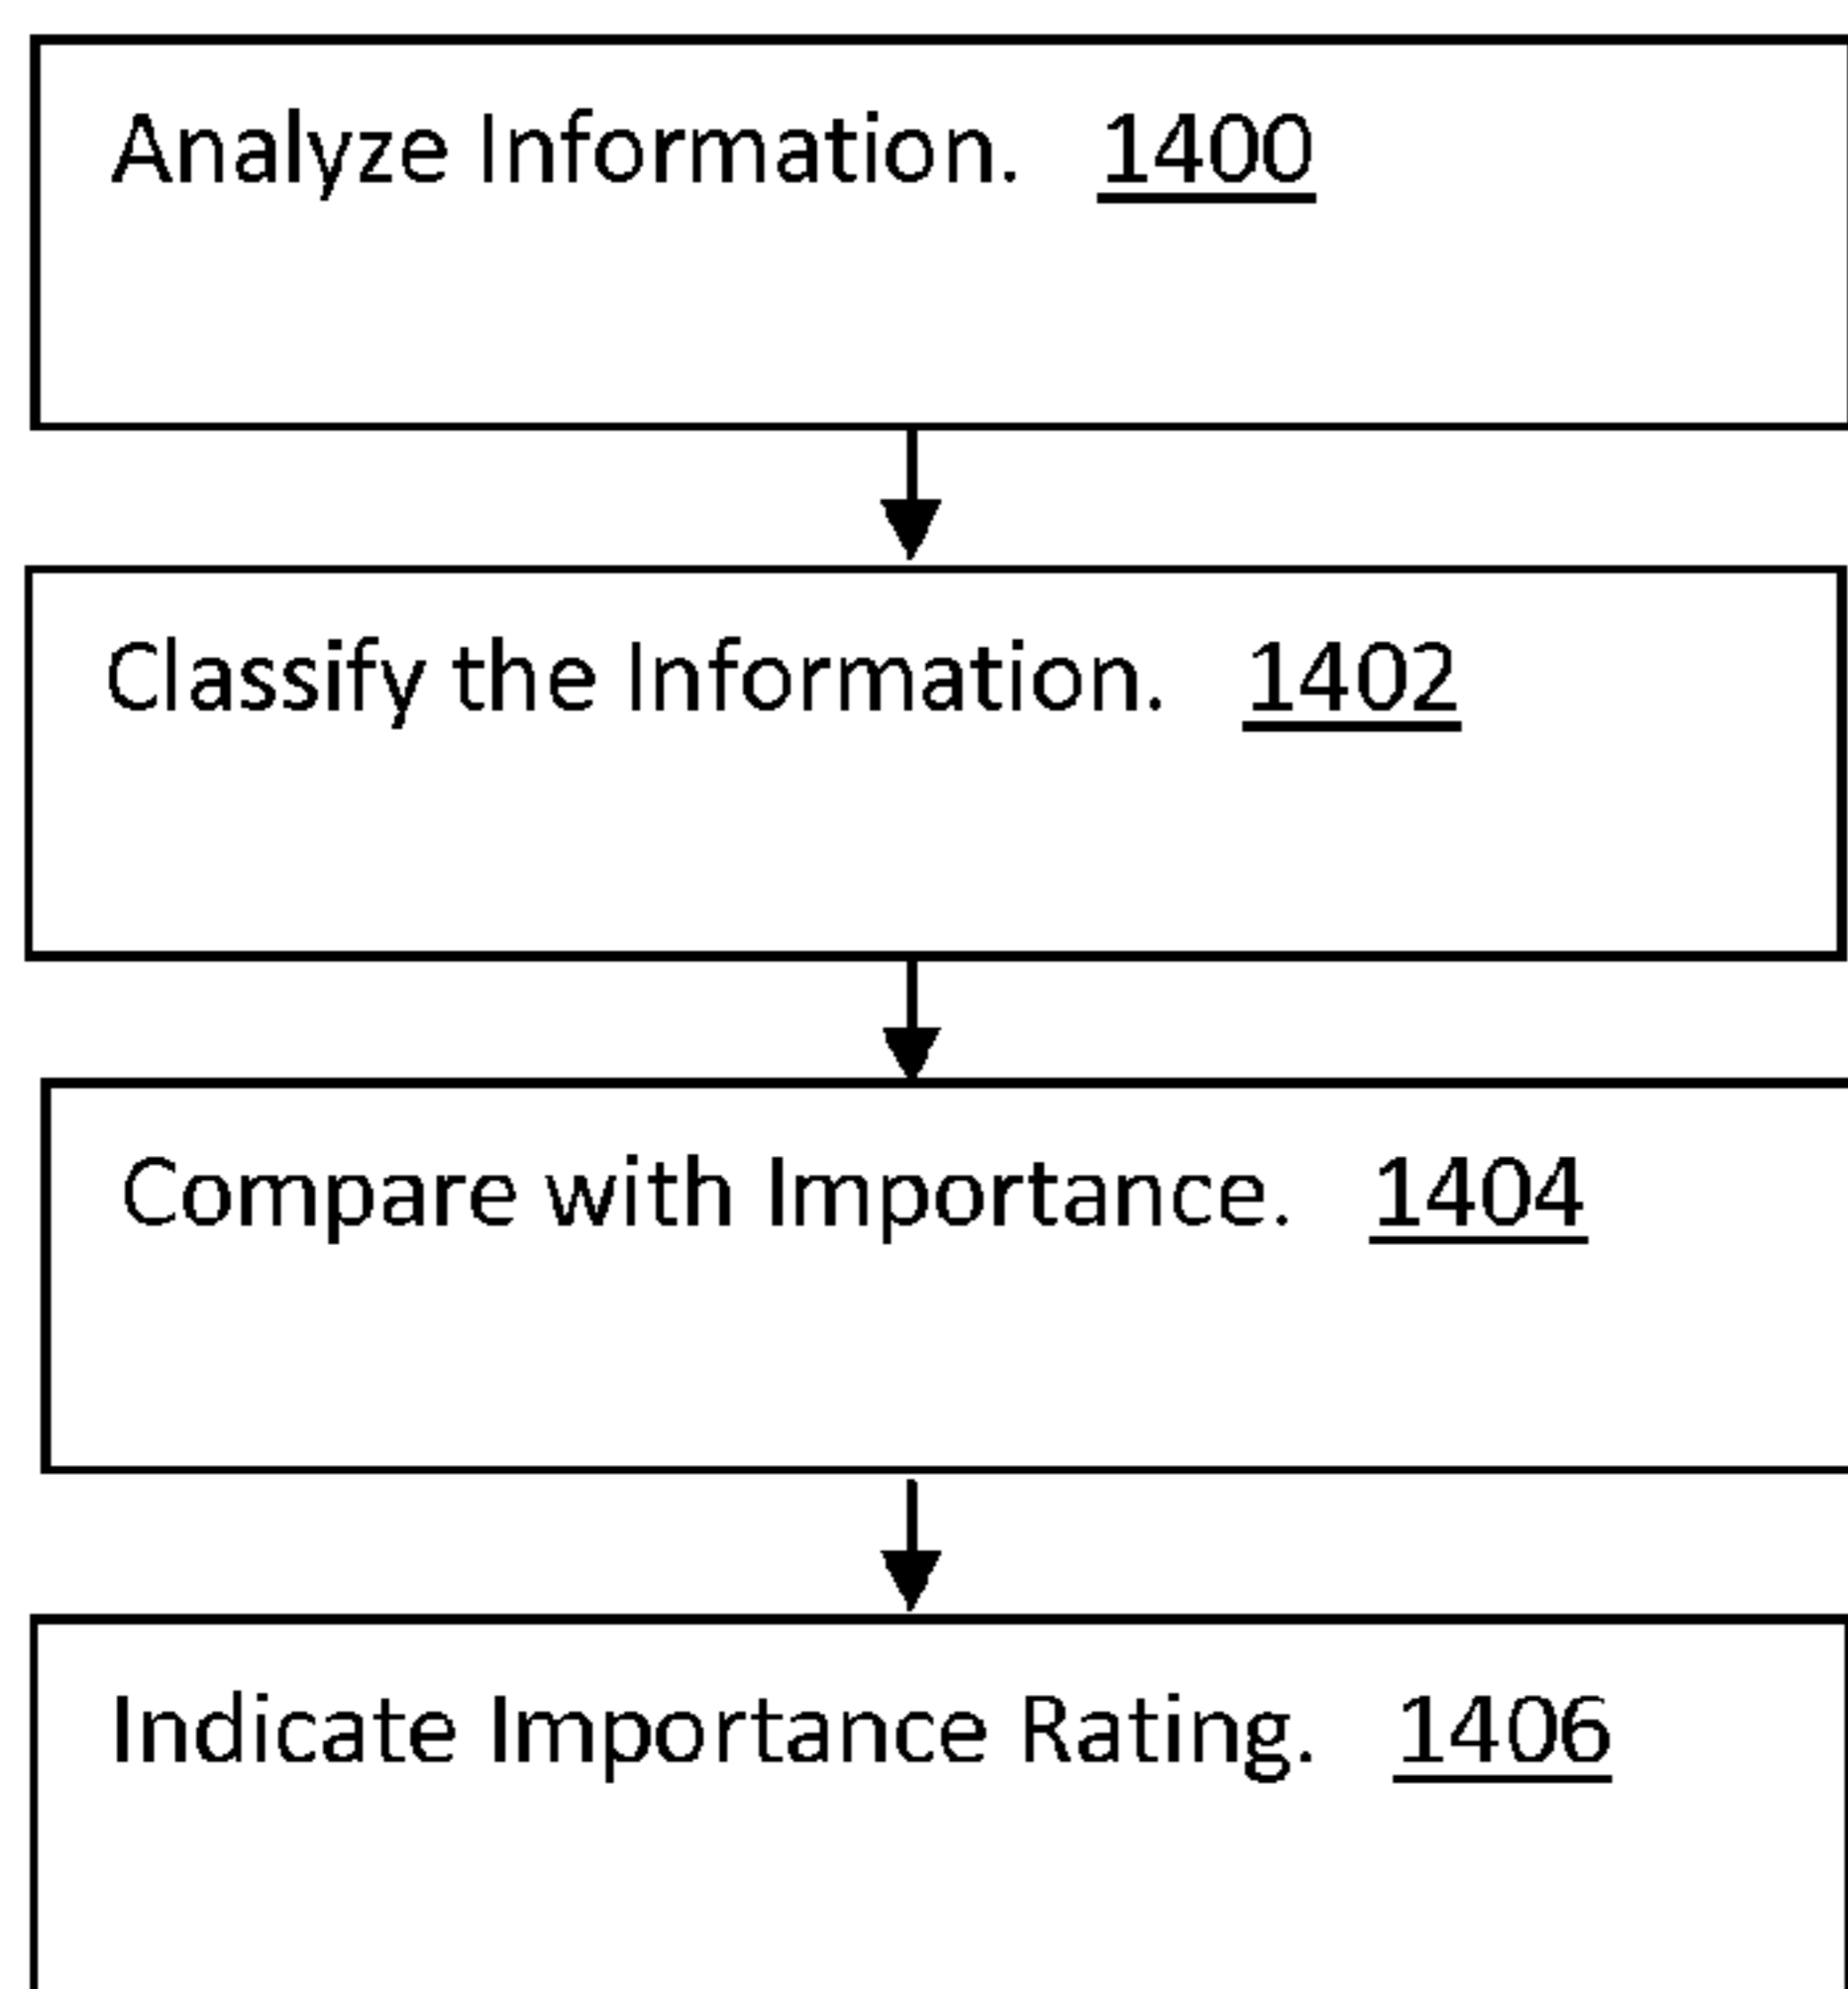 Analyze Information. 1400
Classify the Information. 1402
Compare with Importance. 1404
Indicate Importance Rating. 1406